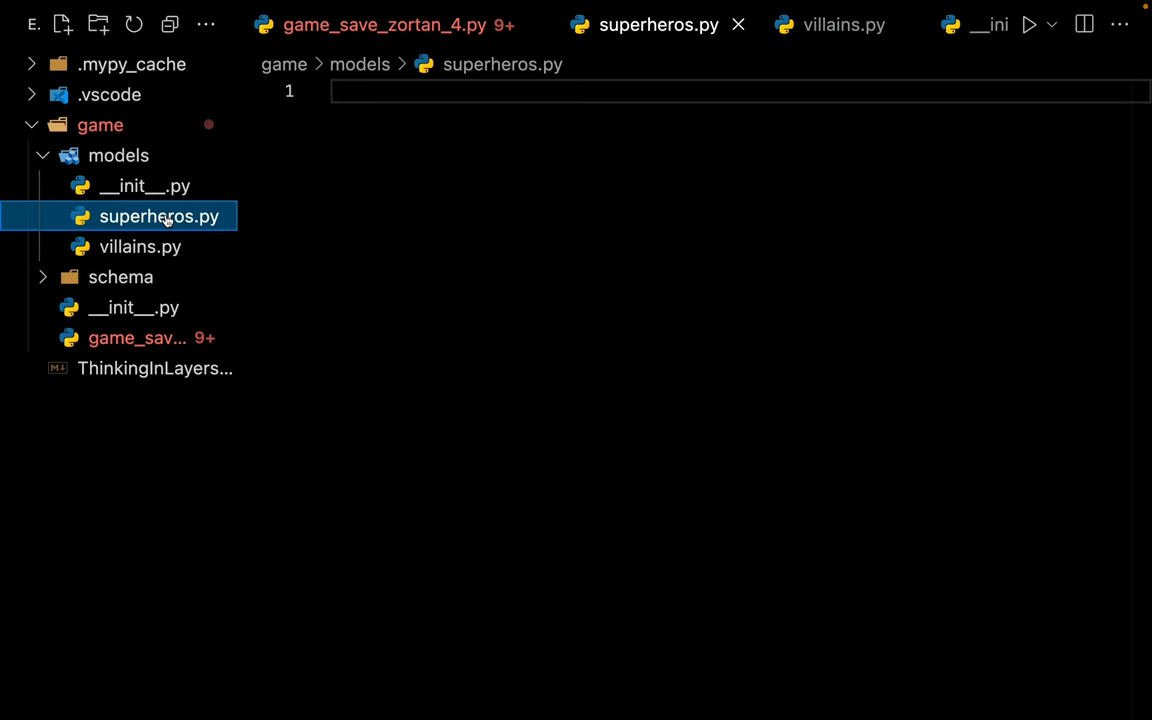 E.
game_save_zortan_4.py 9+
superheros.py
villains.py
__ini
.mypy_cache
game > models > superheros.py
.vscode
1
game
models
__init__.py
superheros.py
villains.py
schema
__init__.py
game_sav... 9+
M↓ ThinkingInLayers...